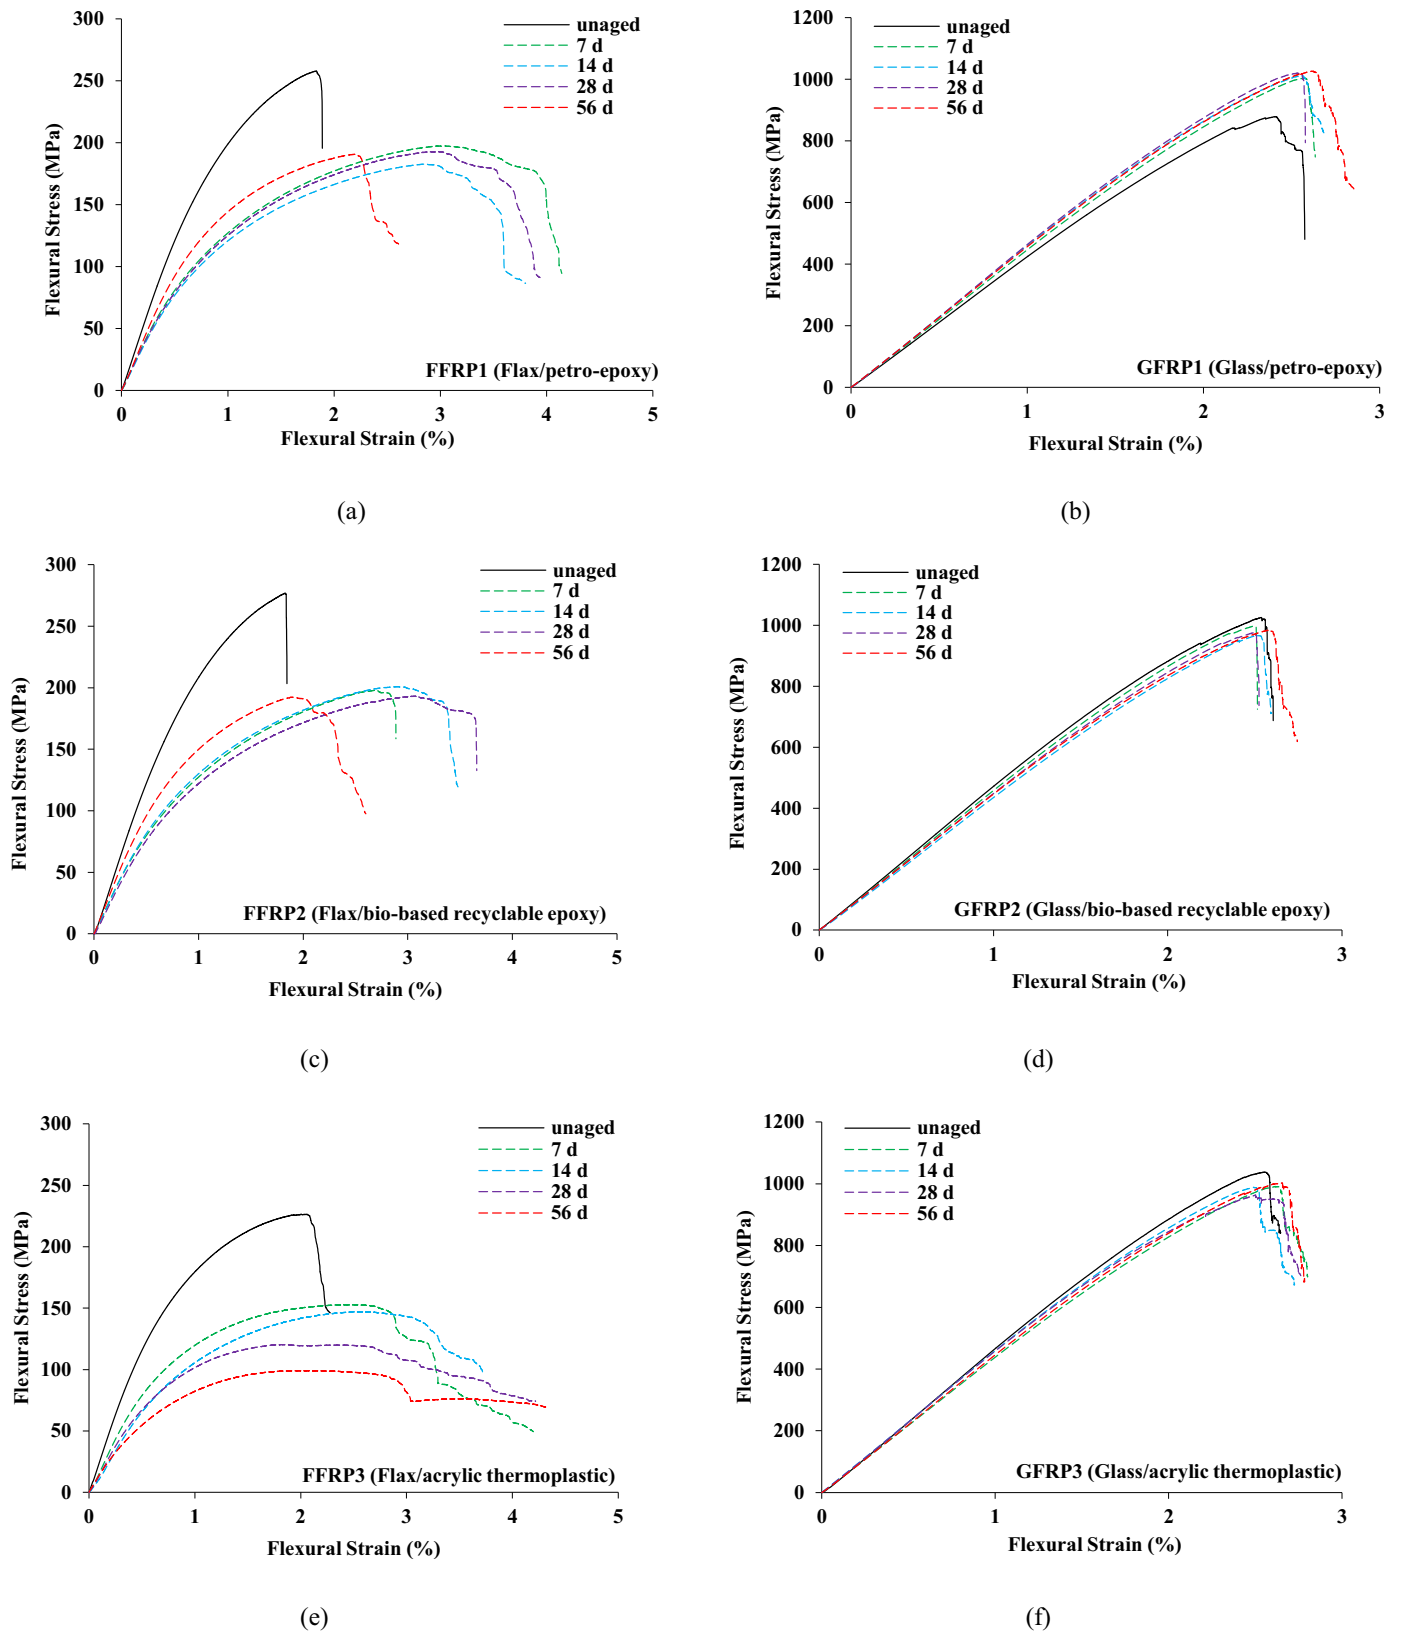 300
250
200
150
100
50
0
Flexural Stress (MPa)
unaged
7 d
14 d
28 d
56 d
FFRP1 (Flax/petro-epoxy)
0 1 2 3 4 5
Flexural Strain (%)
(a)
1200
1000
800
600
400
200
0
Flexural Stress (MPa)
unaged
7 d
14 d
28 d
56 d
GFRP1 (Glass/petro-epoxy)
0 1 2 3
Flexural Strain (%)
(b)
300
250
200
150
100
50
0
Flexural Stress (MPa)
unaged
7 d
14 d
28 d
56 d
FFRP2 (Flax/bio-based recyclable epoxy)
0 1 2 3 4 5
Flexural Strain (%)
(c)
1200
1000
800
600
400
200
0
Flexural Stress (MPa)
unaged
7 d
14 d
28 d
56 d
GFRP2 (Glass/bio-based recyclable epoxy)
0 1 2 3
Flexural Strain (%)
(d)
300
250
200
150
100
50
0
Flexural Stress (MPa)
unaged
7 d
14 d
28 d
56 d
FFRP3 (Flax/acrylic thermoplastic)
0 1 2 3 4 5
Flexural Strain (%)
(e)
1200
1000
800
600
400
200
0
Flexural Stress (MPa)
unaged
7 d
14 d
28 d
56 d
GFRP3 (Glass/acrylic thermoplastic)
0 1 2 3
Flexural Strain (%)
(f)